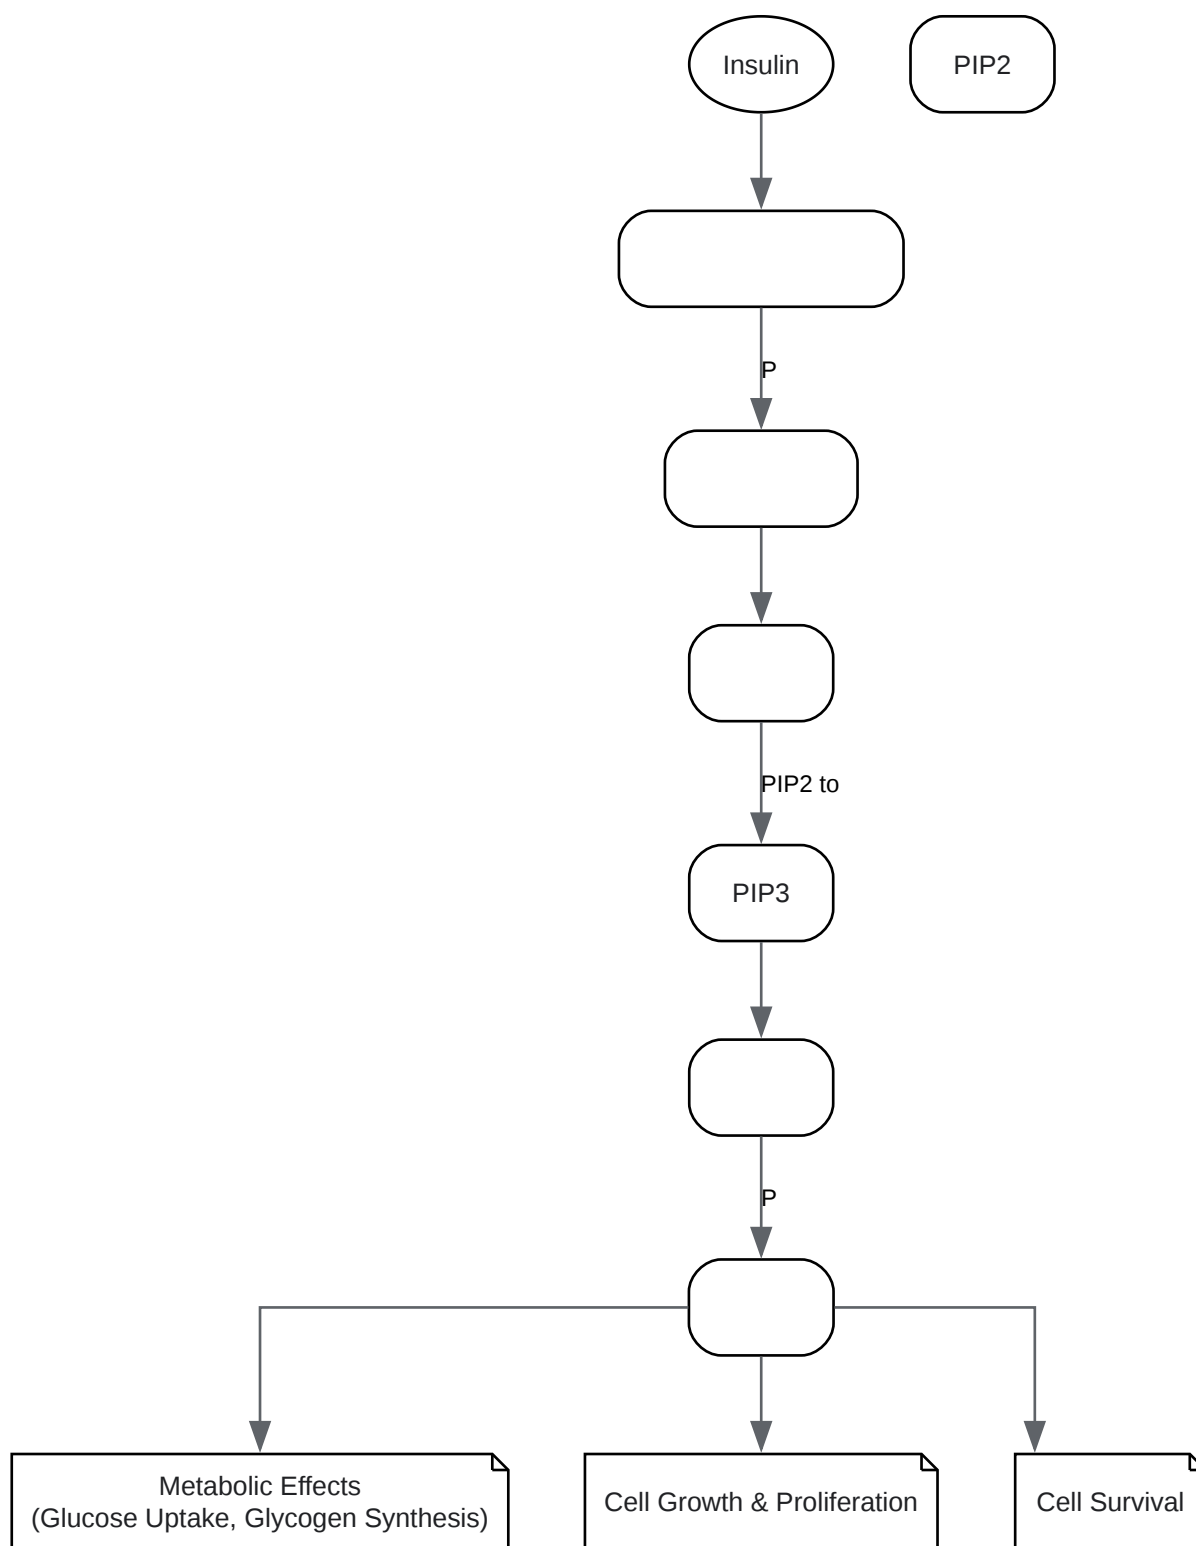 Insulin
PIP2
P
PIP2 to
PIP3
P
Metabolic Effects
(Glucose Uptake, Glycogen Synthesis)
Cell Growth & Proliferation
Cell Survival